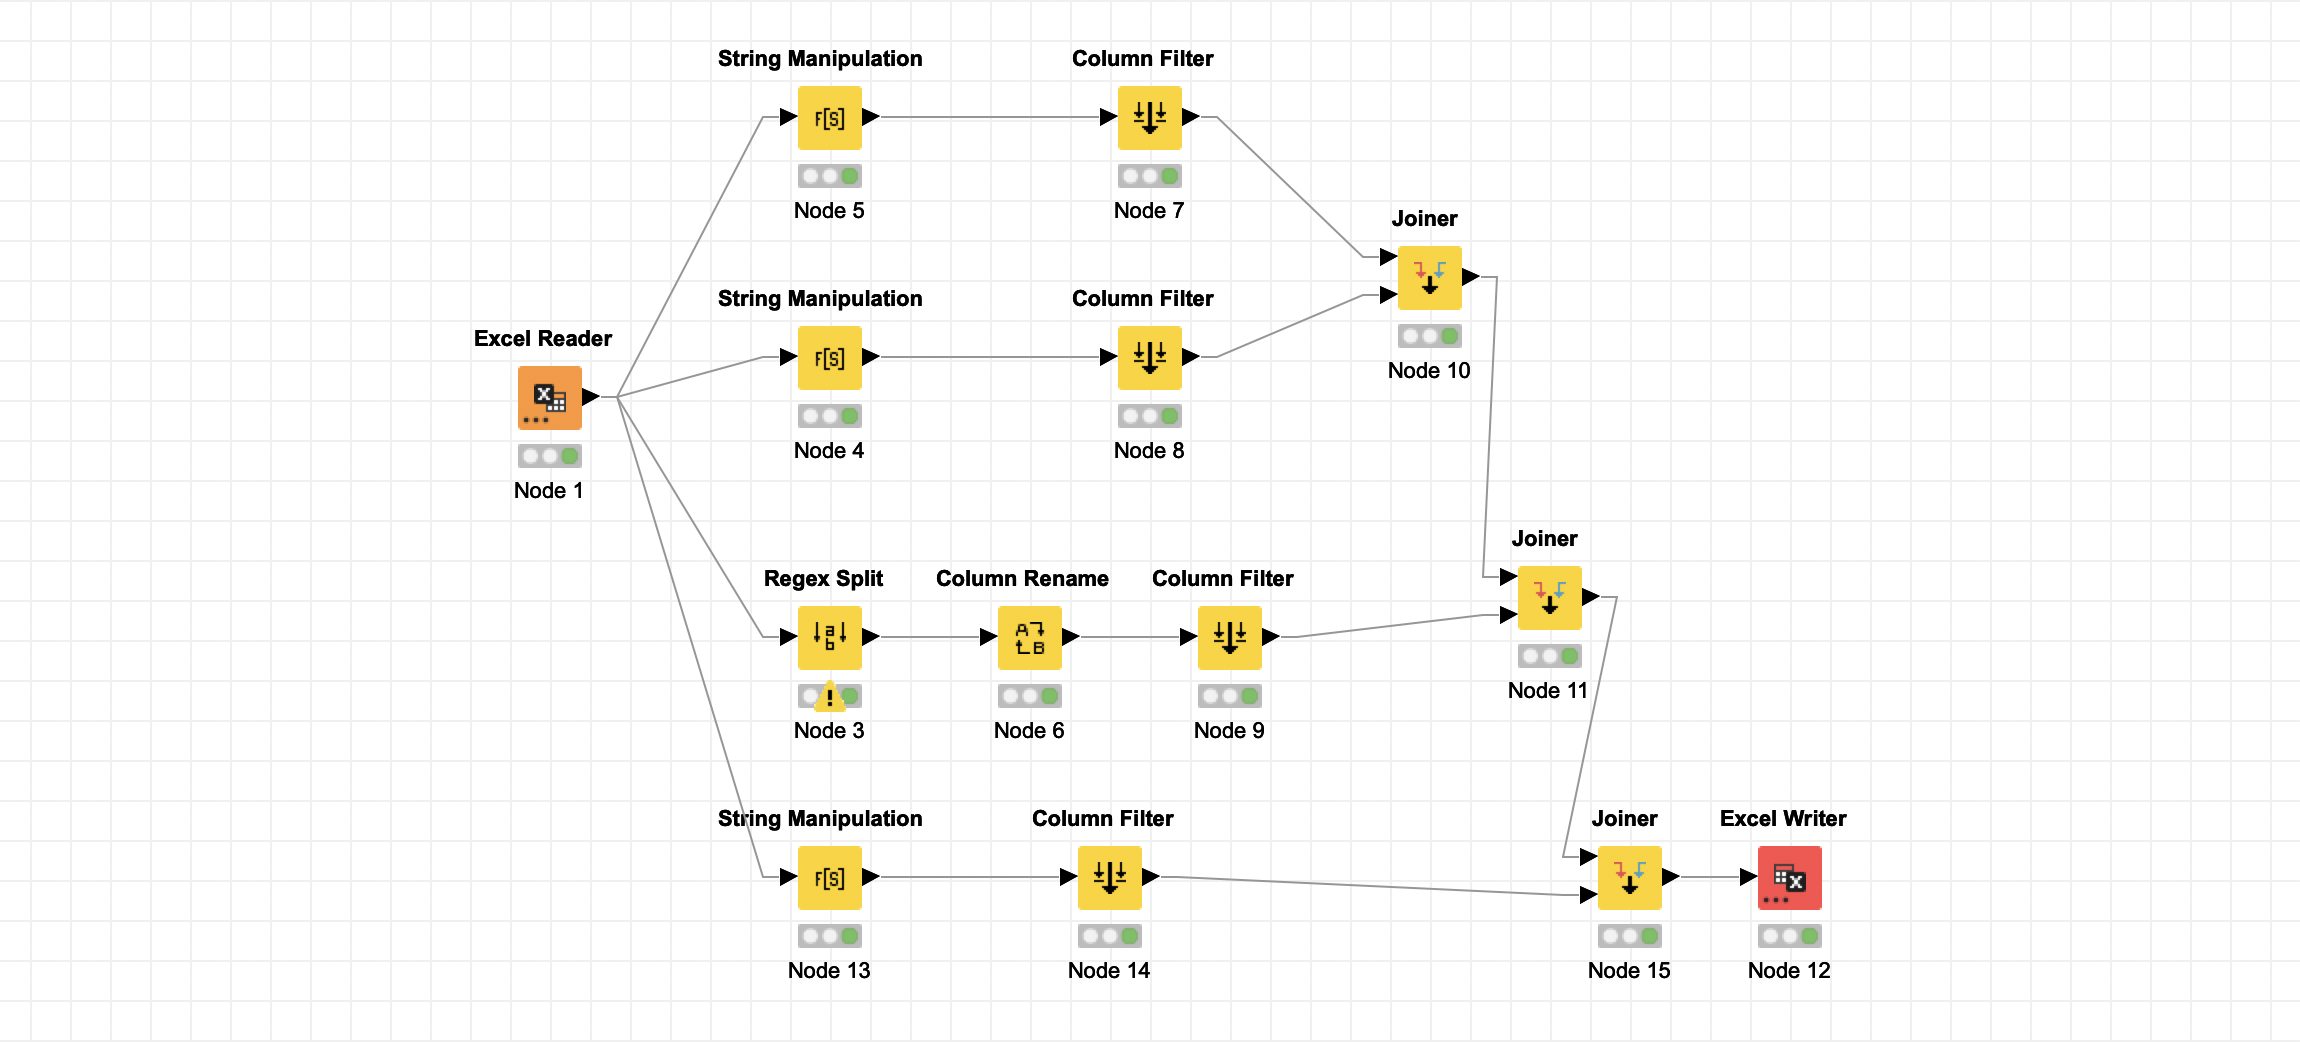 String Manipulation
Column Filter
F[S]
Node 5
Node 7
Joiner
String Manipulation
Column Filter
Excel Reader
F[S]
X
Node 10
Node 4
Node 8
Node 1
Joiner
Regex Split
Column Rename
Column Filter
a
b
A
B
!
Node 3
Node 6
Node 9
Node 11
String Manipulation
Column Filter
Joiner
Excel Writer
F[S]
X
Node 13
Node 14
Node 15
Node 12